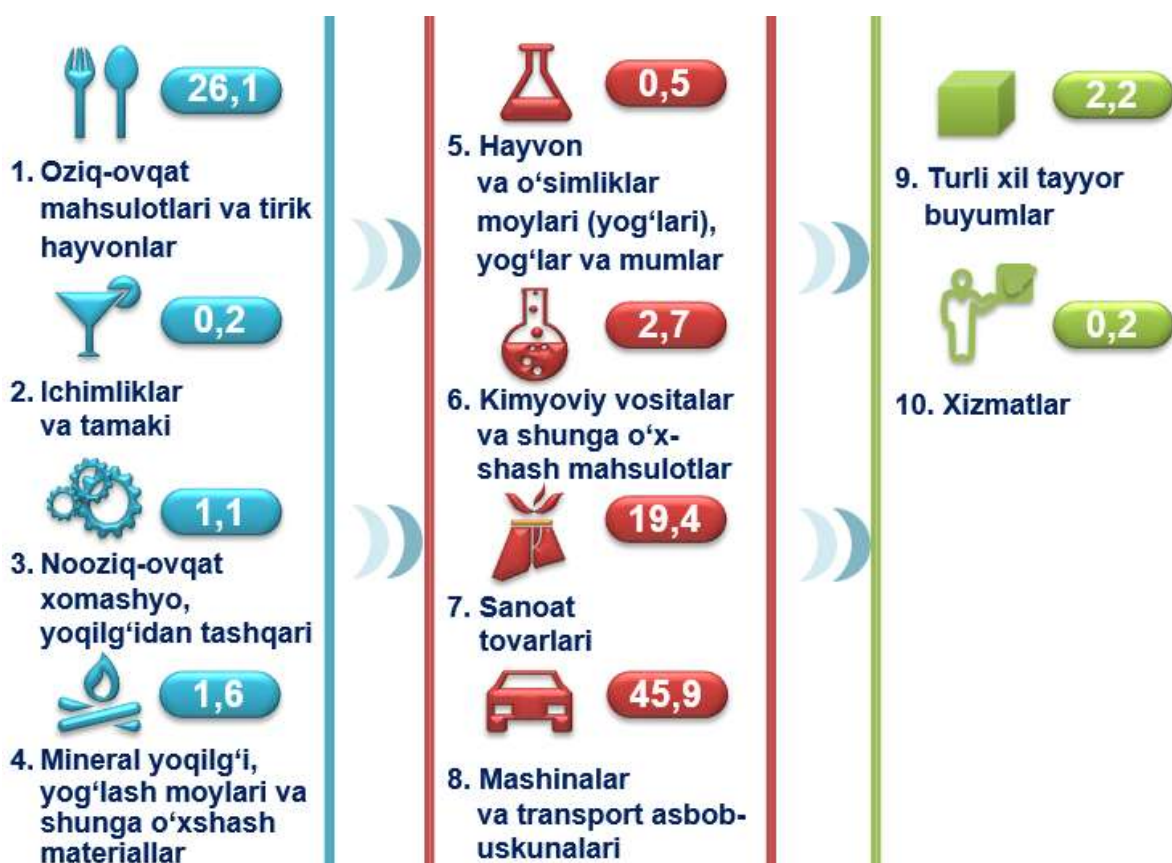 26,1
1. Oziq-ovqat
mahsulotlari va tirik
hayvonlar
0,2
2. Ichimliklar
va tamaki
1,1
3. Nooziq-ovqat
xomashyo,
yoqilg‘idan tashqari
1,6
4. Mineral yoqilg‘i,
yog‘lash moylari va
shunga o‘xshash
materiallar
0,5
5. Hayvon
va o‘simliklar
moylari (yog‘lari),
yog‘lar va mumlar
2,7
6. Kimyoviy vositalar
va shunga o‘x-
shash mahsulotlar
19,4
7. Sanoat
tovarlari
45,9
8. Mashinalar
va transport asbob-
uskunalari
2,2
9. Turli xil tayyor
buyumlar
0,2
10. Xizmatlar